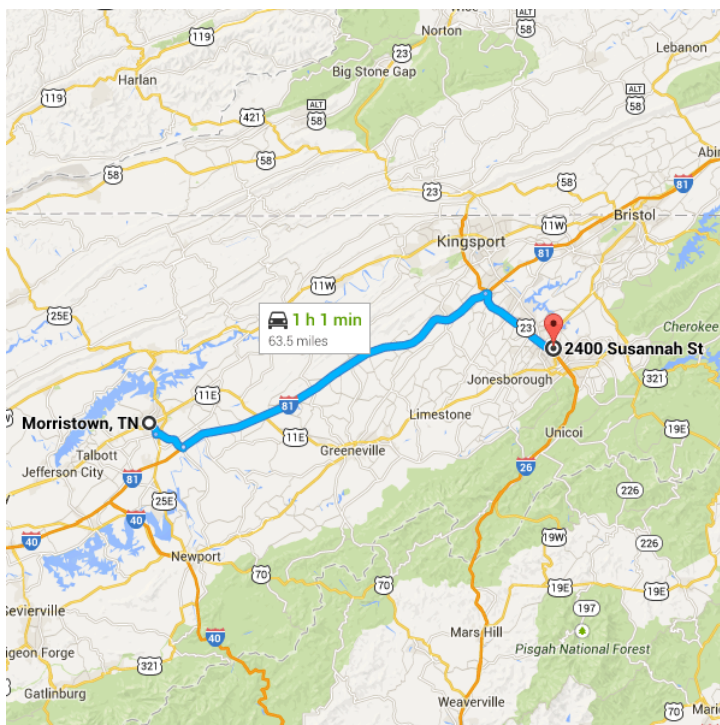 119
23
Norton
Wise
ALT
58
Lebanon
Harlan
Big Stone Gap
119
421
ALT
58
ALT
58
58
58
23
58
81
Abin
11W
Bristol
Kingsport
11W
81
25E
1 h 1 min
63.5 miles
23
2400 Susannah St
Cherokee
321
Jonesborough
11E
81
Limestone
Morristown, TN
11E
Unicoi
19E
Talbott
Greeneville
Jefferson City
81
26
25E
226
40
40
19W
226
Newport
70
70
19E
19E
Sevierville
197
40
Mars Hill
Pisgah National Forest
igeon Forge
321
Gatlinburg
Weaverville
70
Mari